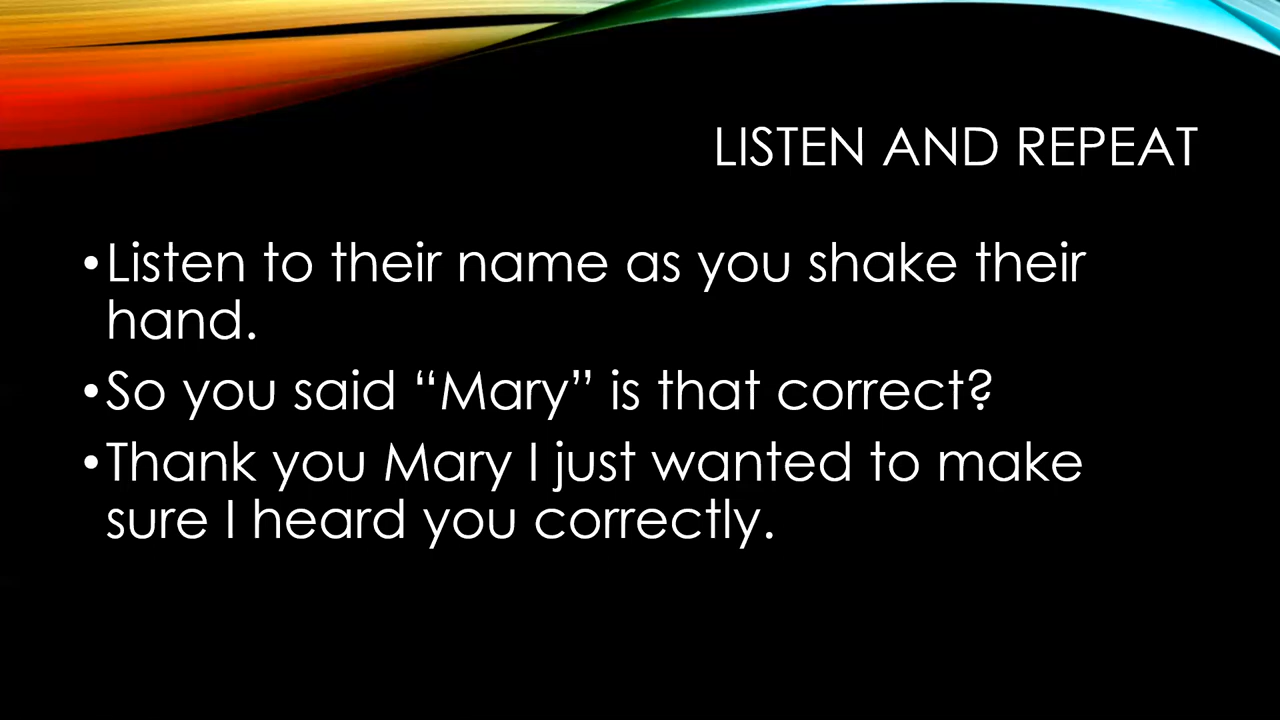 LISTEN AND REPEAT
•Listen to their name as you shake their
hand.
•So you said “Mary” is that correct?
•Thank you Mary I just wanted to make
sure I heard you correctly.